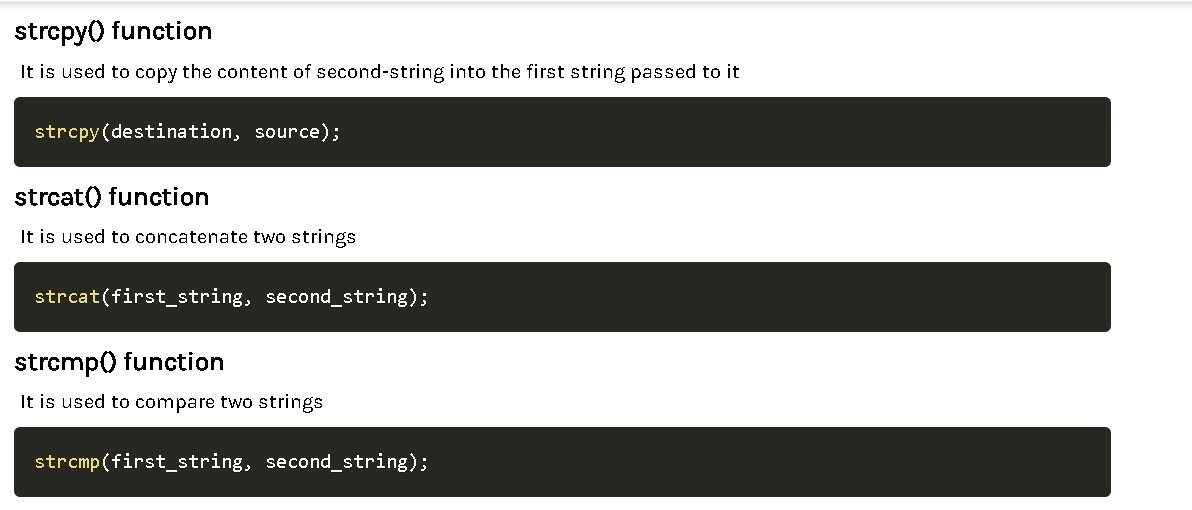 strcpy() function
It is used to copy the content of second-string into the first string passed to it
strcpy(destination, source);
strcat() function
It is used to concatenate two strings
strcat(first_string, second_string);
strcmp() function
It is used to compare two strings
strcmp(first_string, second_string);